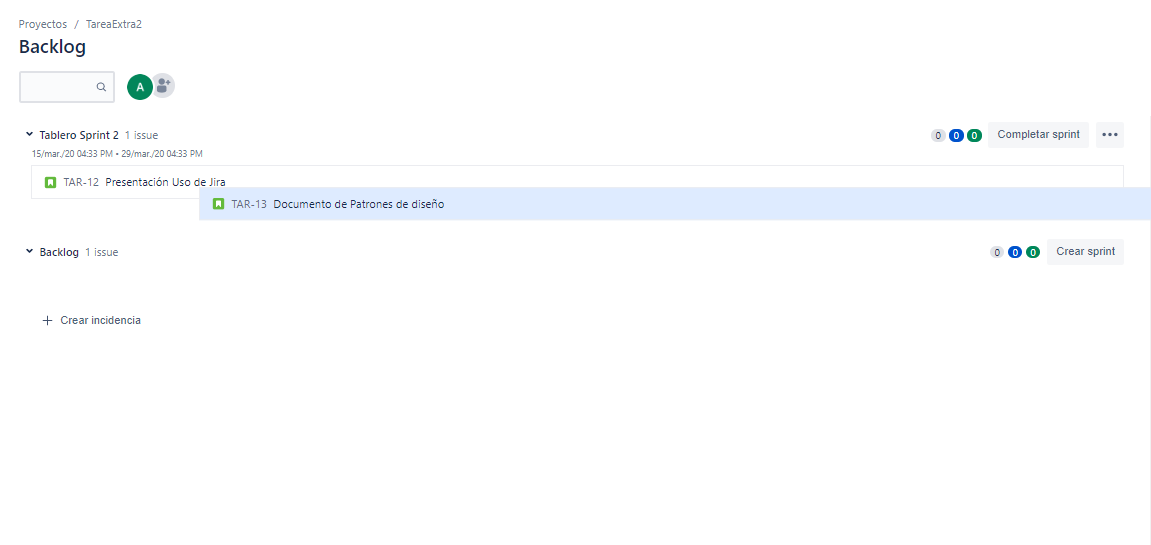 Proyectos / TareaExtra2
Backlog
A
Tablero Sprint 2 1 issue 0 0 0 Completar sprint
15/mar./20 04:33 PM • 29/mar./20 04:33 PM
TAR-12 Presentación Uso de Jira
TAR-13 Documento de Patrones de diseño
Backlog 1 issue 0 0 0 Crear sprint
Crear incidencia